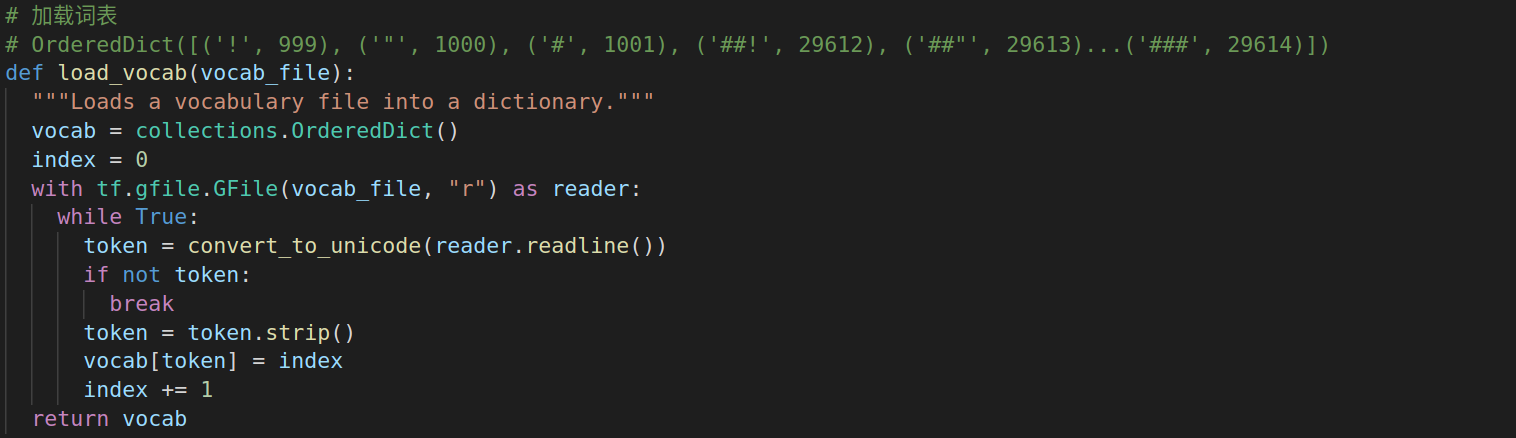 # 加载词表
# OrderedDict([('!', 999), ('"', 1000), ('#', 1001), ('##!', 29612), ('##"', 29613)...('###', 29614)])
def load_vocab(vocab_file):
  """Loads a vocabulary file into a dictionary."""
  vocab = collections.OrderedDict()
  index = 0
  with tf.gfile.GFile(vocab_file, "r") as reader:
    while True:
      token = convert_to_unicode(reader.readline())
      if not token:
        break
      token = token.strip()
      vocab[token] = index
      index += 1
  return vocab